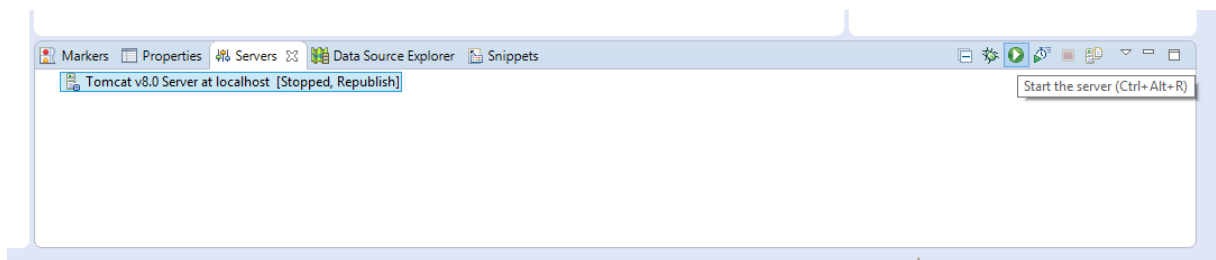 Markers Properties Servers Data Source Explorer Snippets
Tomcat v8.0 Server at localhost [Stopped, Republish]
Start the server (Ctrl+Alt+R)